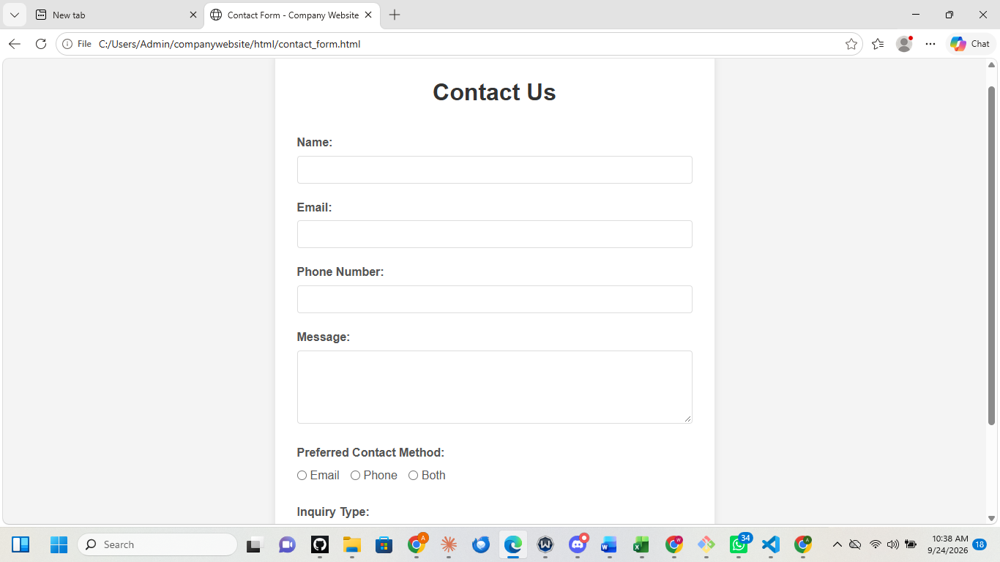 New tab
Contact Form - Company Website
File C:/Users/Admin/companywebsite/html/contact_form.html
Chat
Contact Us
Name:
Email:
Phone Number:
Message:
Preferred Contact Method:
Email Phone Both
Inquiry Type:
Search
A
W
34
A
10:38 AM
9/24/2026
18